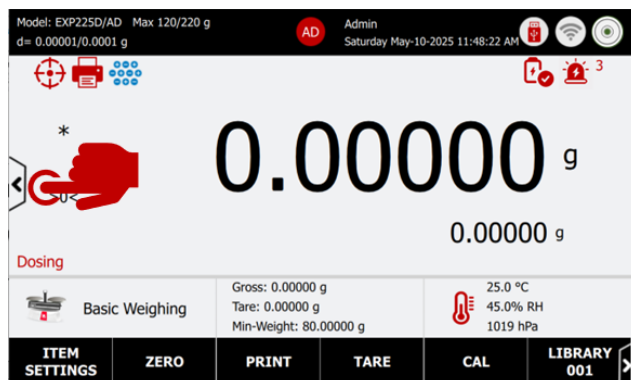 Model: EXP225D/AD Max 120/220 g
d= 0.00001/0.0001 g
AD
Admin
Saturday May-10-2025 11:48:22 AM
3
*
0.00000 g
>0<
0.00000 g
Dosing
Basic Weighing
Gross: 0.00000 g
Tare: 0.00000 g
Min-Weight: 80.00000 g
25.0 °C
45.0% RH
1019 hPa
ITEM
SETTINGS
ZERO
PRINT
TARE
CAL
LIBRARY
001